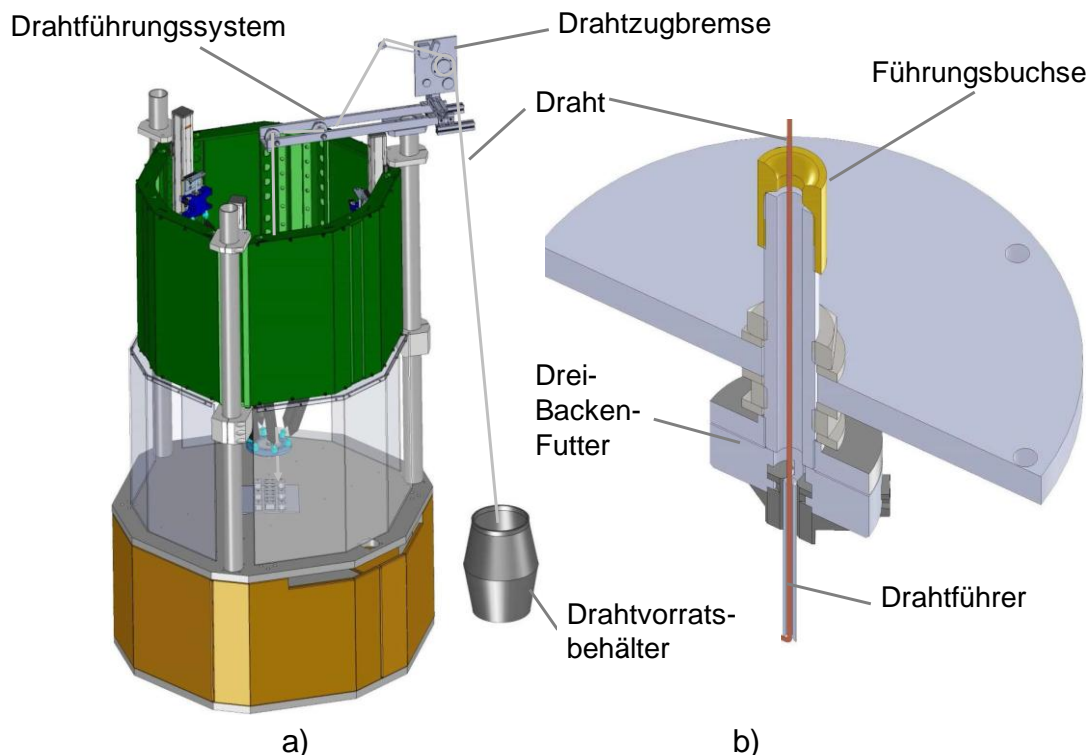 Drahtführungssystem
Drahtzugbremse
Draht
Führungsbuchse
Drei-
Backen-
Futter
Drahtführer
Drahtvorrats-
behälter
a)
b)